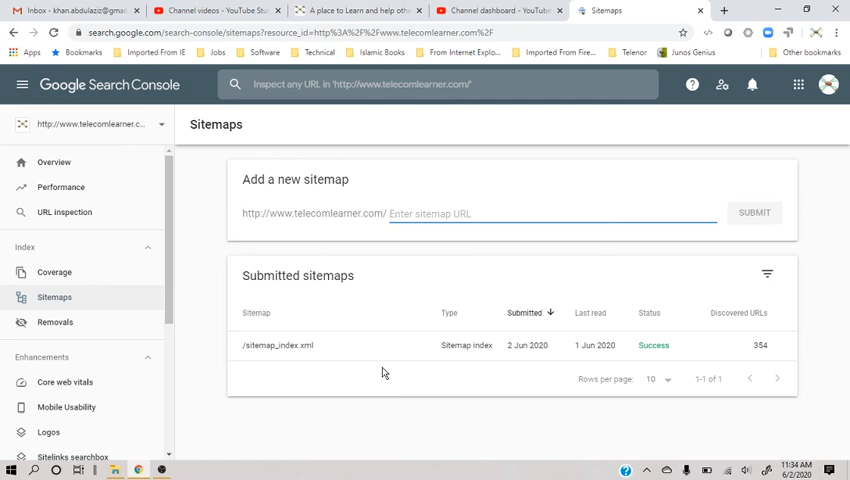 Inbox - khan.abdulaziz@gmail
Channel videos - YouTube Stu
A place to Learn and help othe
Channel dashboard - YouTube
Sitemaps
search.google.com/search-console/sitemaps?resource_id=http%3A%2F%2Fwww.telecomlearner.com%2F
Apps
Bookmarks
Imported From IE
Jobs
Software
Technical
Islamic Books
From Internet Explo...
Imported From Fire...
Telenor
Junos Genius
Other bookmarks
Google Search Console
Inspect any URL in 'http://www.telecomlearner.com/'
http://www.telecomlearner.c...
Sitemaps
Overview
Performance
URL inspection
Index
Coverage
Sitemaps
Removals
Enhancements
Core web vitals
Mobile Usability
Logos
Sitelinks searchbox
Add a new sitemap
http://www.telecomlearner.com/ Enter sitemap URL
SUBMIT
Submitted sitemaps
Sitemap Type Submitted Last read Status Discovered URLs
/sitemap_index.xml Sitemap index 2 Jun 2020 1 Jun 2020 Success 354
Rows per page: 10 1-1 of 1
11:34 AM
6/2/2020